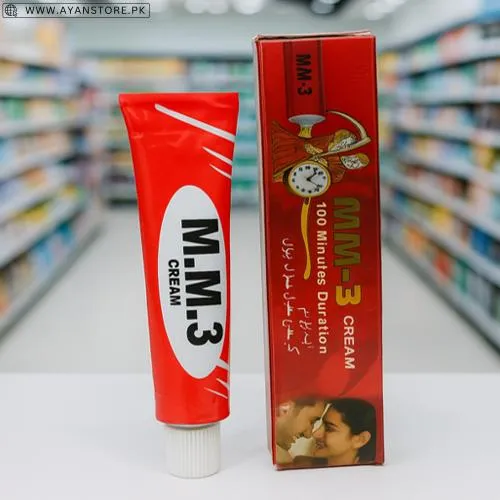 WWW.AYANSTORE.PK
M.M.3
CREAM
MM-3
MM-3 CREAM
100 Minutes Duration